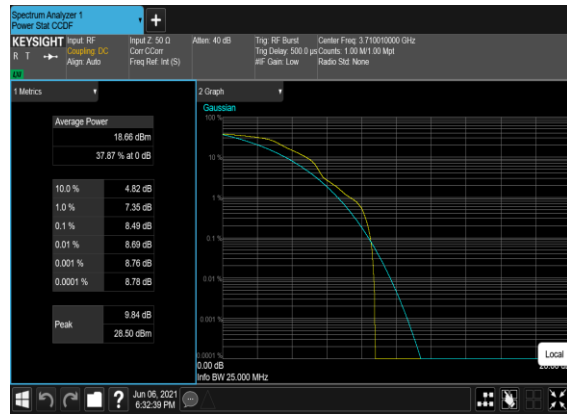 Spectrum Analyzer 1
Power Stat CCDF
KEYSIGHT
R T
LW
Input: RF
Coupling: DC
Align: Auto
Input Z: 50 Ω
Corr CCorr
Freq Ref: Int (S)
Atten: 40 dB
Trig: RF Burst
Trig Delay: 500.0 µs
#IF Gain: Low
Center Freq: 3.710010000 GHz
Counts: 1.00 M/1.00 Mpt
Radio Std: None
1 Metrics
Average Power
18.66 dBm
37.87 % at 0 dB
10.0 % 4.82 dB
1.0 % 7.35 dB
0.1 % 8.49 dB
0.01 % 8.69 dB
0.001 % 8.76 dB
0.0001 % 8.78 dB
Peak
9.84 dB
28.50 dBm
2 Graph
Gaussian
100 %
10 %
1 %
0.1 %
0.01 %
0.001 %
0.0001 %
0.00 dB
Info BW 25.000 MHz
Local
Jun 06, 2021
6:32:39 PM